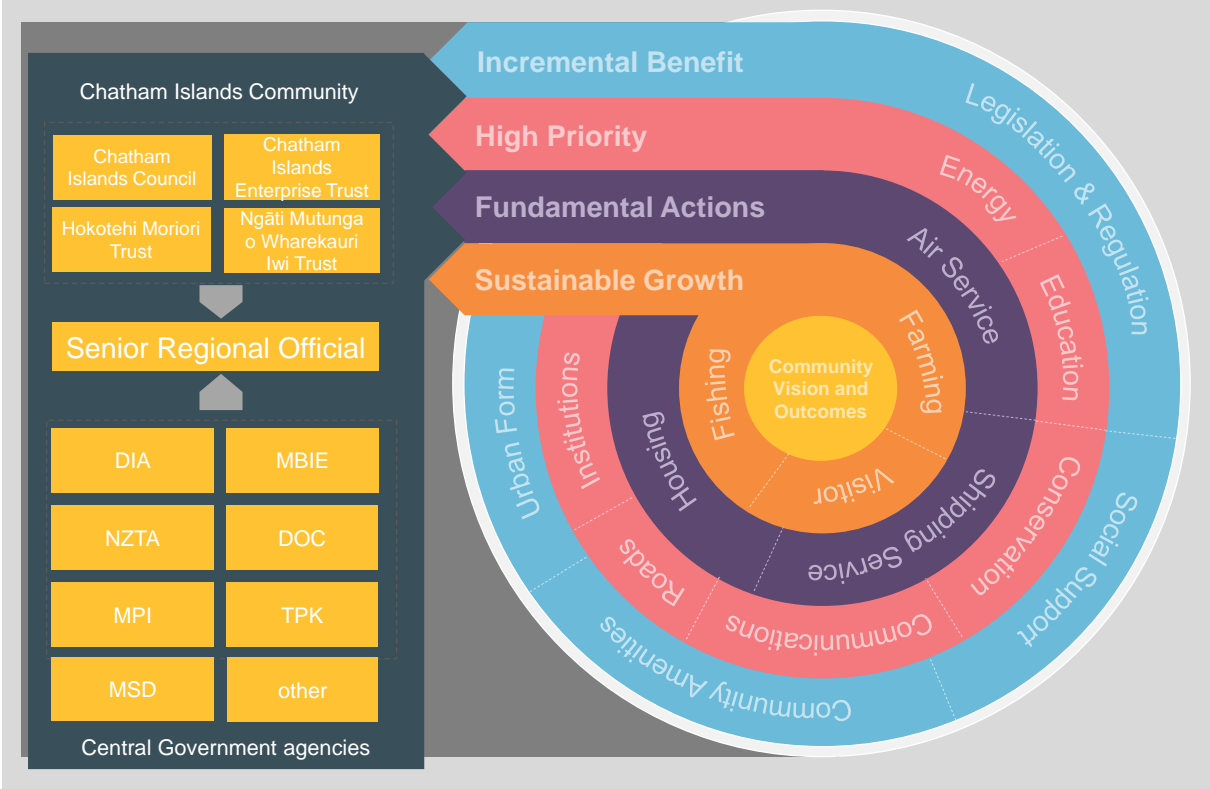 Chatham Islands Community
Chatham
Islands Council
Chatham
Islands
Enterprise Trust
Hokotehi Moriori
Trust
Ngāti Mutunga
o Wharekauri
Iwi Trust
Senior Regional Official
DIA
MBIE
NZTA
DOC
MPI
TPK
MSD
other
Central Government agencies
Incremental Benefit
High Priority
Fundamental Actions
Sustainable Growth
Legislation & Regulation
Social Support
Community Amenities
Urban Form
Energy
Education
Conservation
Communications
Roads
Institutions
Air Service
Shipping Service
Housing
Farming
Visitor
Fishing
Community
Vision and
Outcomes